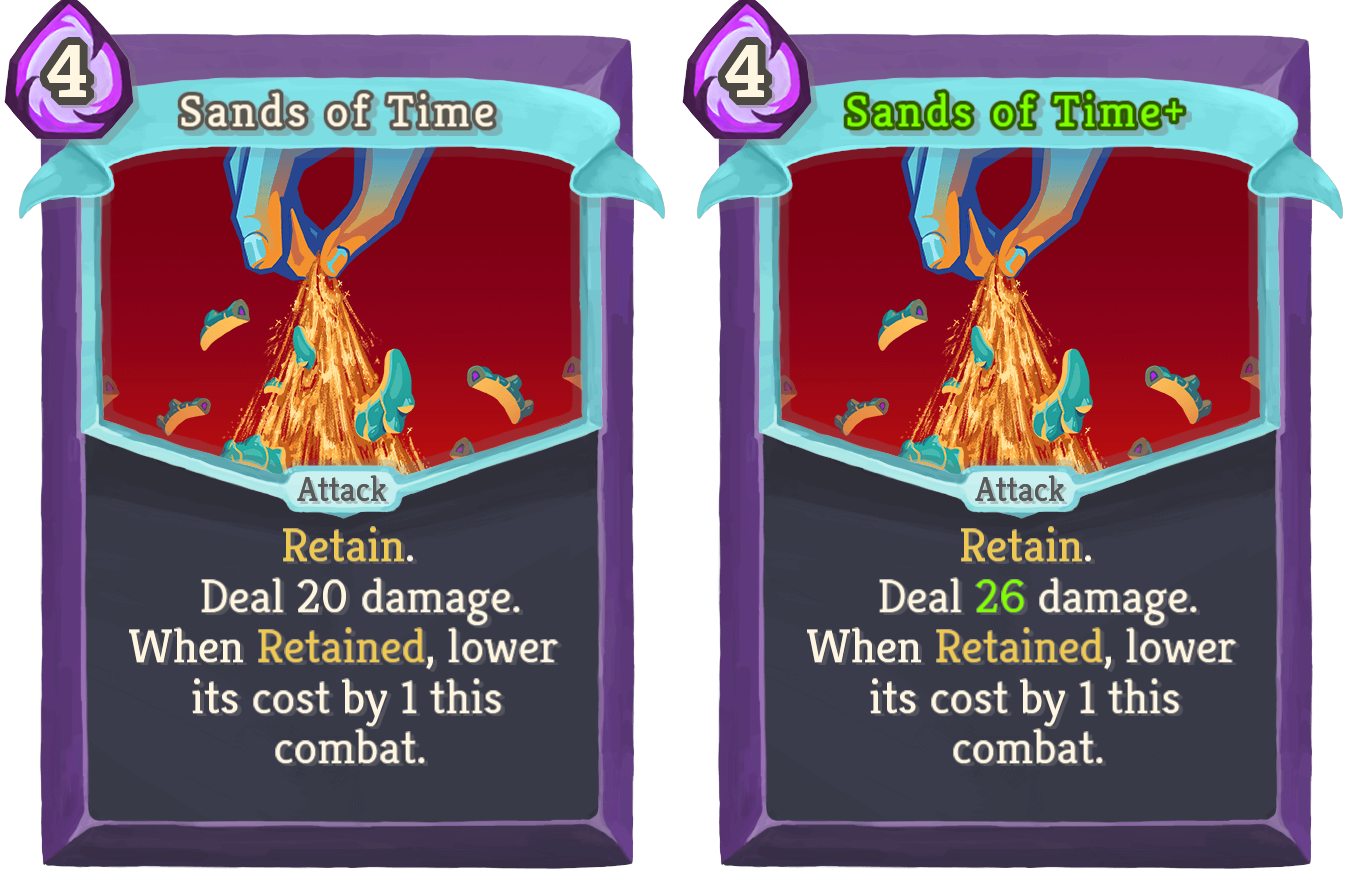 4
Sands of Time
Attack
Retain.
Deal 20 damage.
When Retained, lower
its cost by 1 this
combat.
4
Sands of Time+
Attack
Retain.
Deal 26 damage.
When Retained, lower
its cost by 1 this
combat.